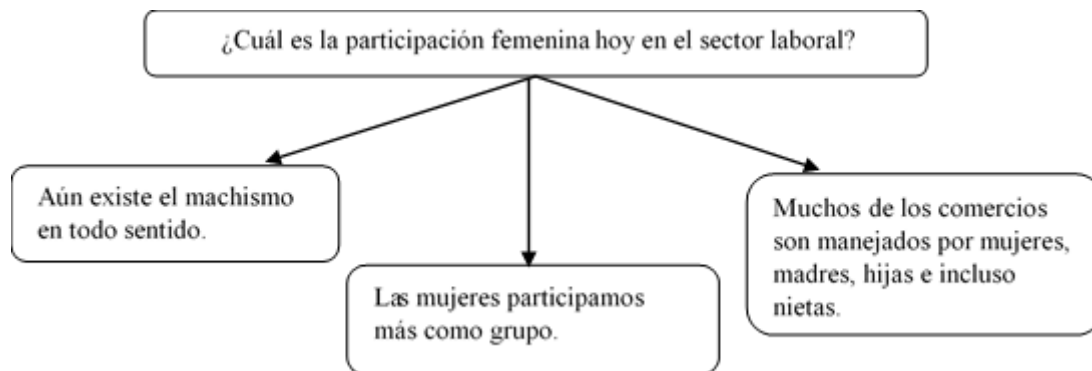 ¿Cuál es la participación femenina hoy en el sector laboral?
Aún existe el machismo
en todo sentido.
Las mujeres participamos
más como grupo.
Muchos de los comercios
son manejados por mujeres,
madres, hijas e incluso
nietas.